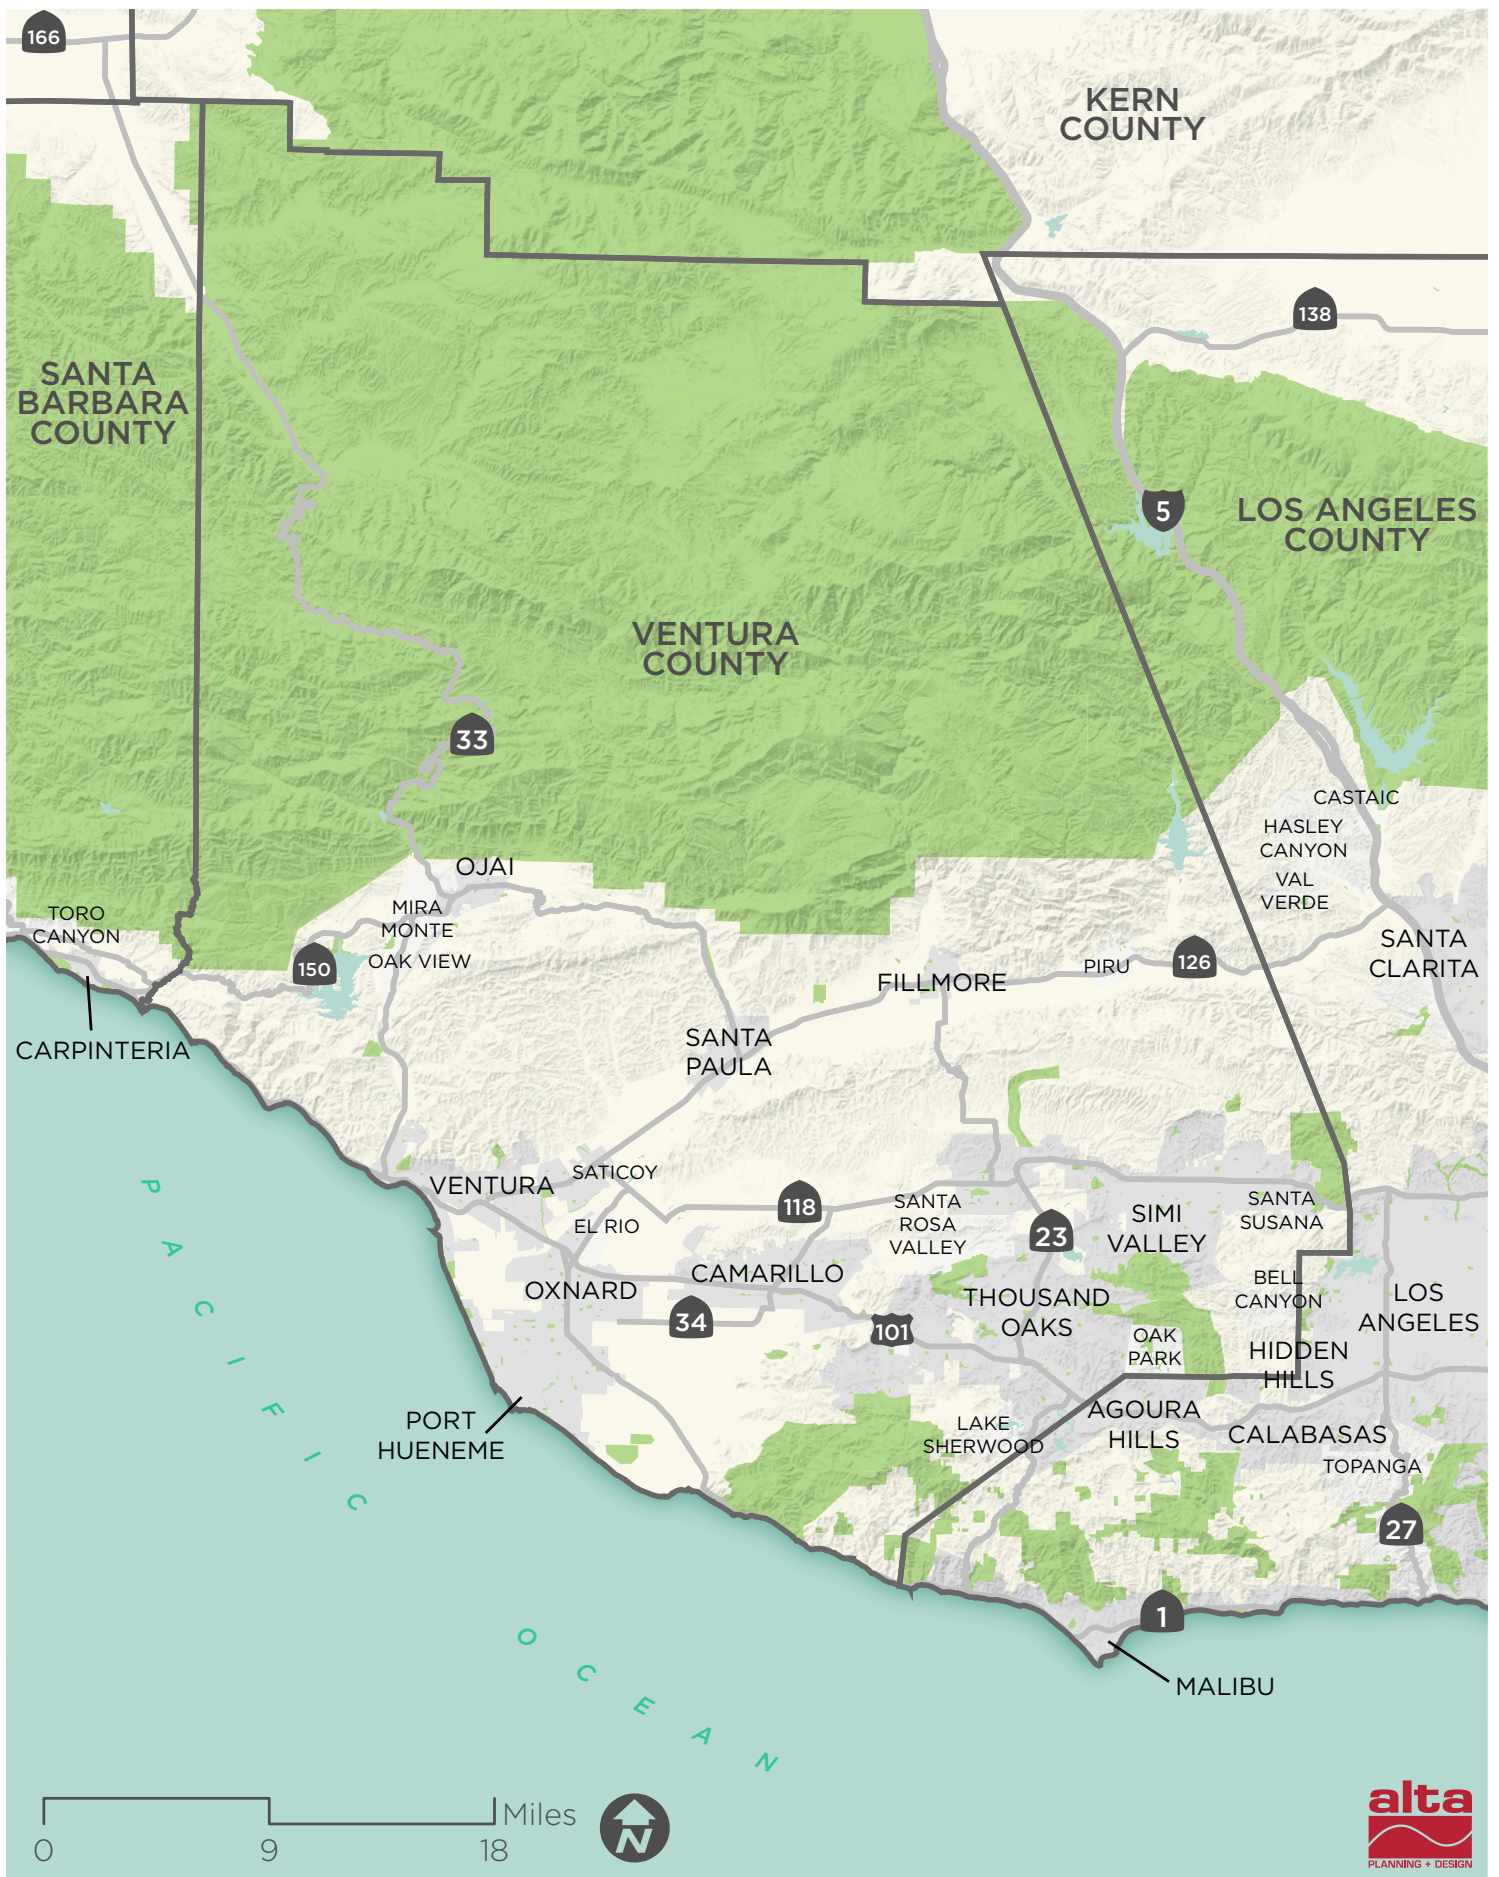 166
KERN
COUNTY
138
SANTA
BARBARA
COUNTY
5
LOS ANGELES
COUNTY
VENTURA
COUNTY
33
CASTAIC
HASLEY
CANYON
VAL
VERDE
OJAI
MIRA
MONTE
OAK VIEW
TORO
CANYON
150
CARPINTERIA
FILLMORE
PIRU
126
SANTA
CLARITA
SANTA
PAULA
VENTURA
SATICOY
EL RIO
118
SANTA
ROSA
VALLEY
23
SIMI
VALLEY
SANTA
SUSANA
OXNARD
CAMARILLO
34
101
THOUSAND
OAKS
BELL
CANYON
LOS
ANGELES
OAK
PARK
HIDDEN
HILLS
PORT
HUENEME
LAKE
SHERWOOD
AGOURA
HILLS
CALABASAS
TOPANGA
27
1
MALIBU
PACIFIC
OCEAN
Miles
0 9 18
N
alta
PLANNING + DESIGN